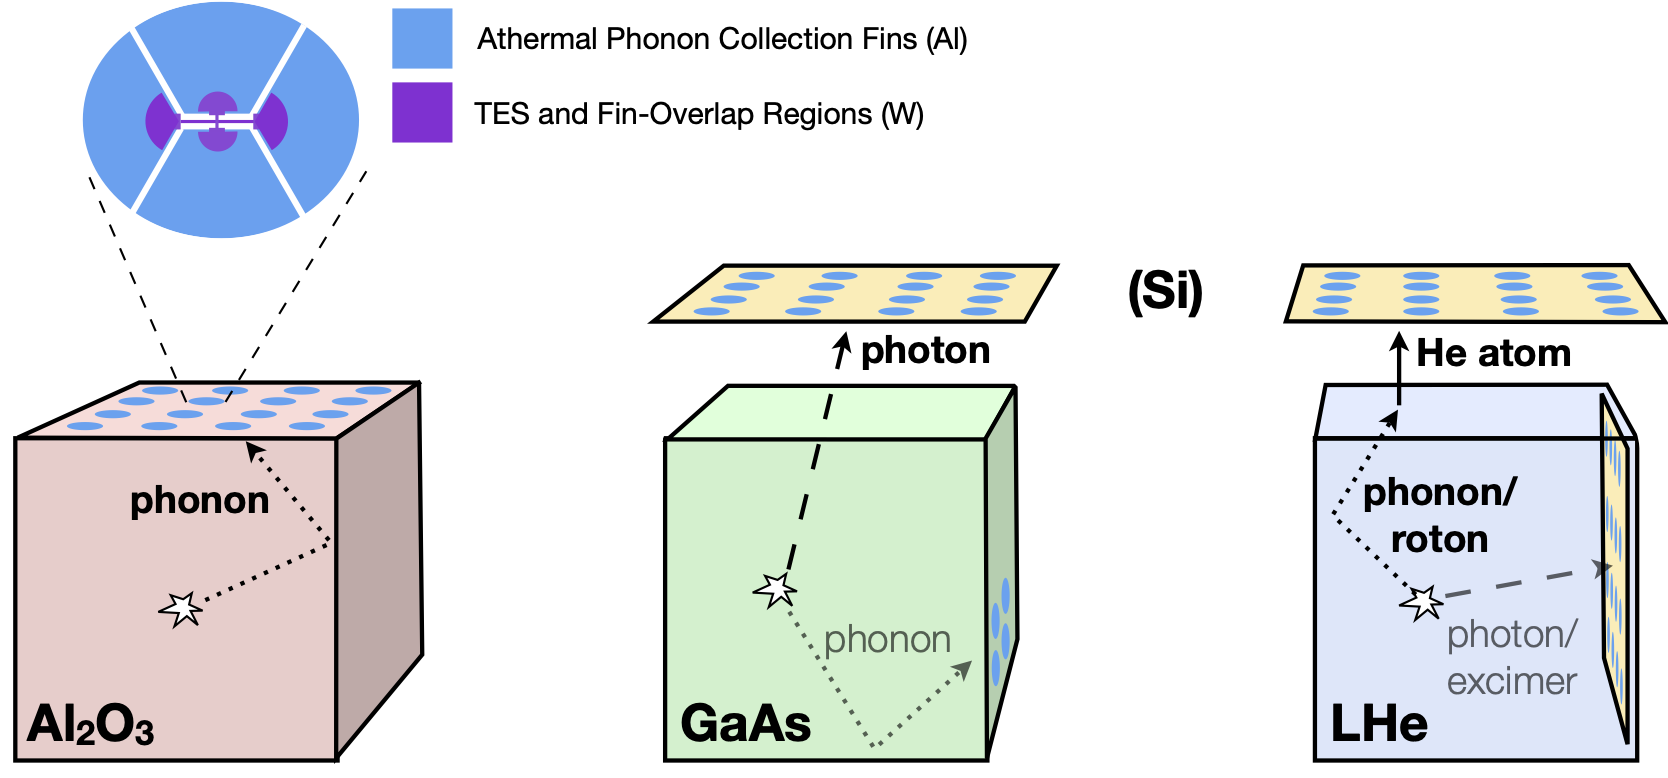 Athermal Phonon Collection Fins (Al)
TES and Fin-Overlap Regions (W)
(Si)
photon
He atom
phonon
phonon/
roton
phonon
photon/
excimer
Al₂O₃
GaAs
LHe